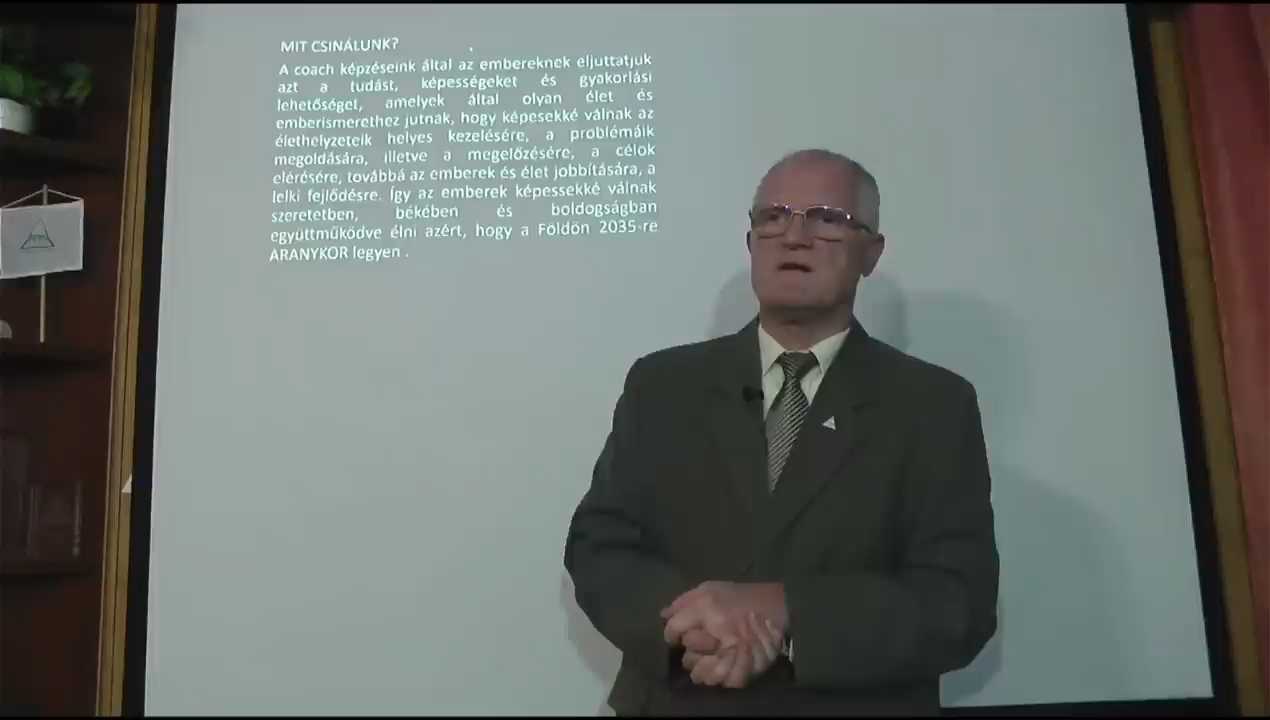 MIT CSINÁLUNK?
A coach képzéseink által az embereknek eljuttatjuk
azt a tudást, képességeket és gyakorlási
lehetőséget, amelyek által olyan élet és
emberismerethez jutnak, hogy képesekké válnak az
élethelyzeteik helyes kezelésére, a problémáik
megoldására, illetve a megelőzésére, a célok
elérésére, továbbá az emberek és élet jobbítására, a
lelki fejlődésre. Így az emberek képessekké válnak
szeretetben, békében és boldogságban
együttműködve élni azért, hogy a Földön 2035-re
ARANYKOR legyen .